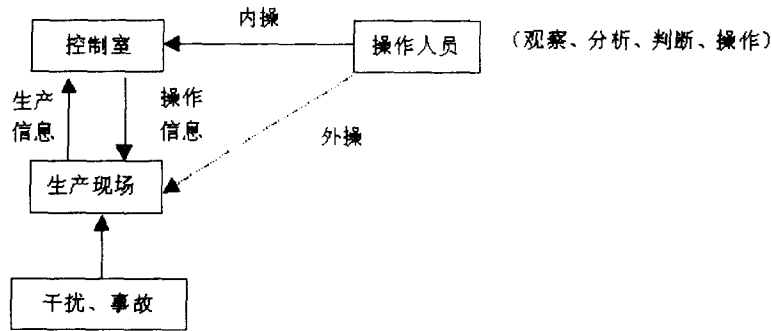 内操
控制室
操作人员
（观察、分析、判断、操作）
生产
信息
操作
信息
外操
生产现场
干扰、事故